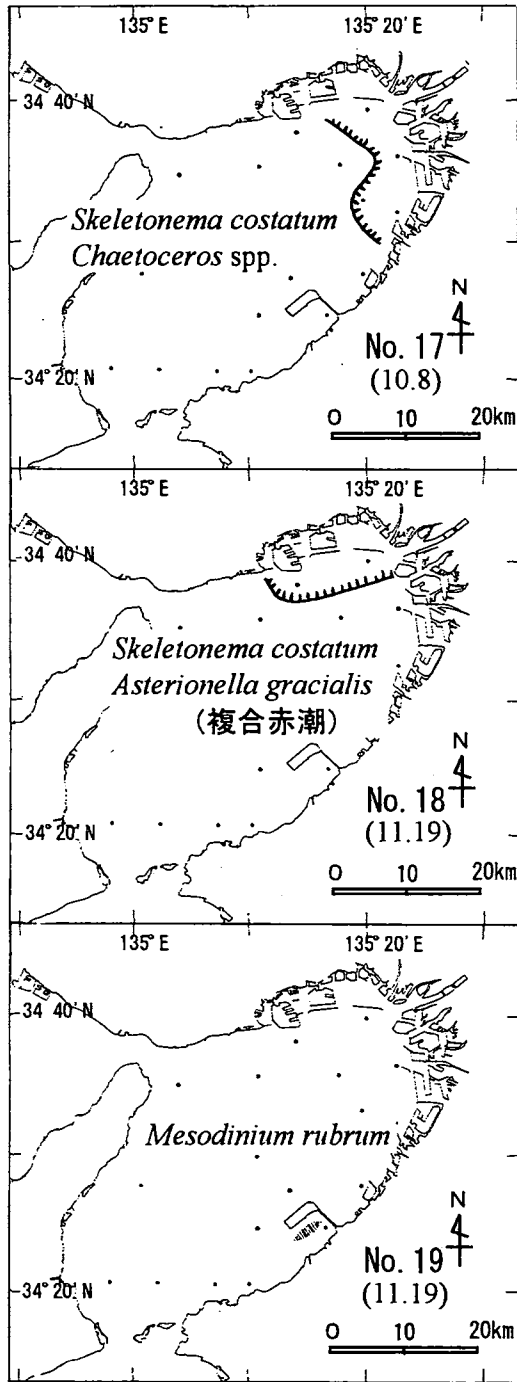 135° E 135° 20' E
34 40' N
Skeletonema costatum
Chaetoceros spp.
N
No. 17
(10.8)
34° 20' N
0 10 20km
135° E 135° 20' E
34 40' N
Skeletonema costatum
Asterionella gracialis
(複合赤潮)
N
No. 18
(11.19)
34° 20' N
0 10 20km
135° E 135° 20' E
34 40' N
Mesodinium rubrum
N
No. 19
(11.19)
34° 20' N
0 10 20km